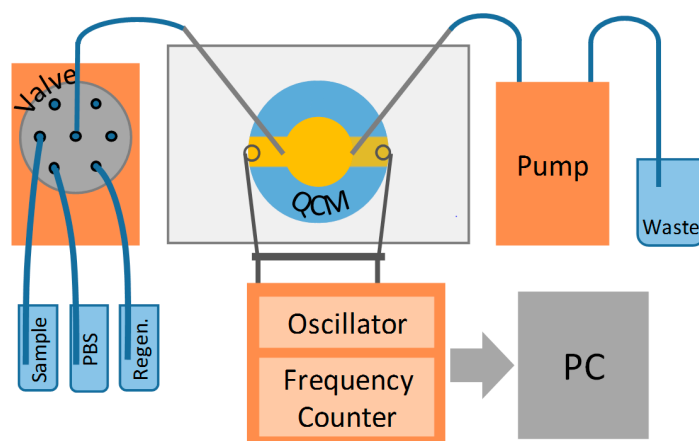 Valve
QCM
Pump
Waste
Sample
PBS
Regen.
Oscillator
Frequency
Counter
PC